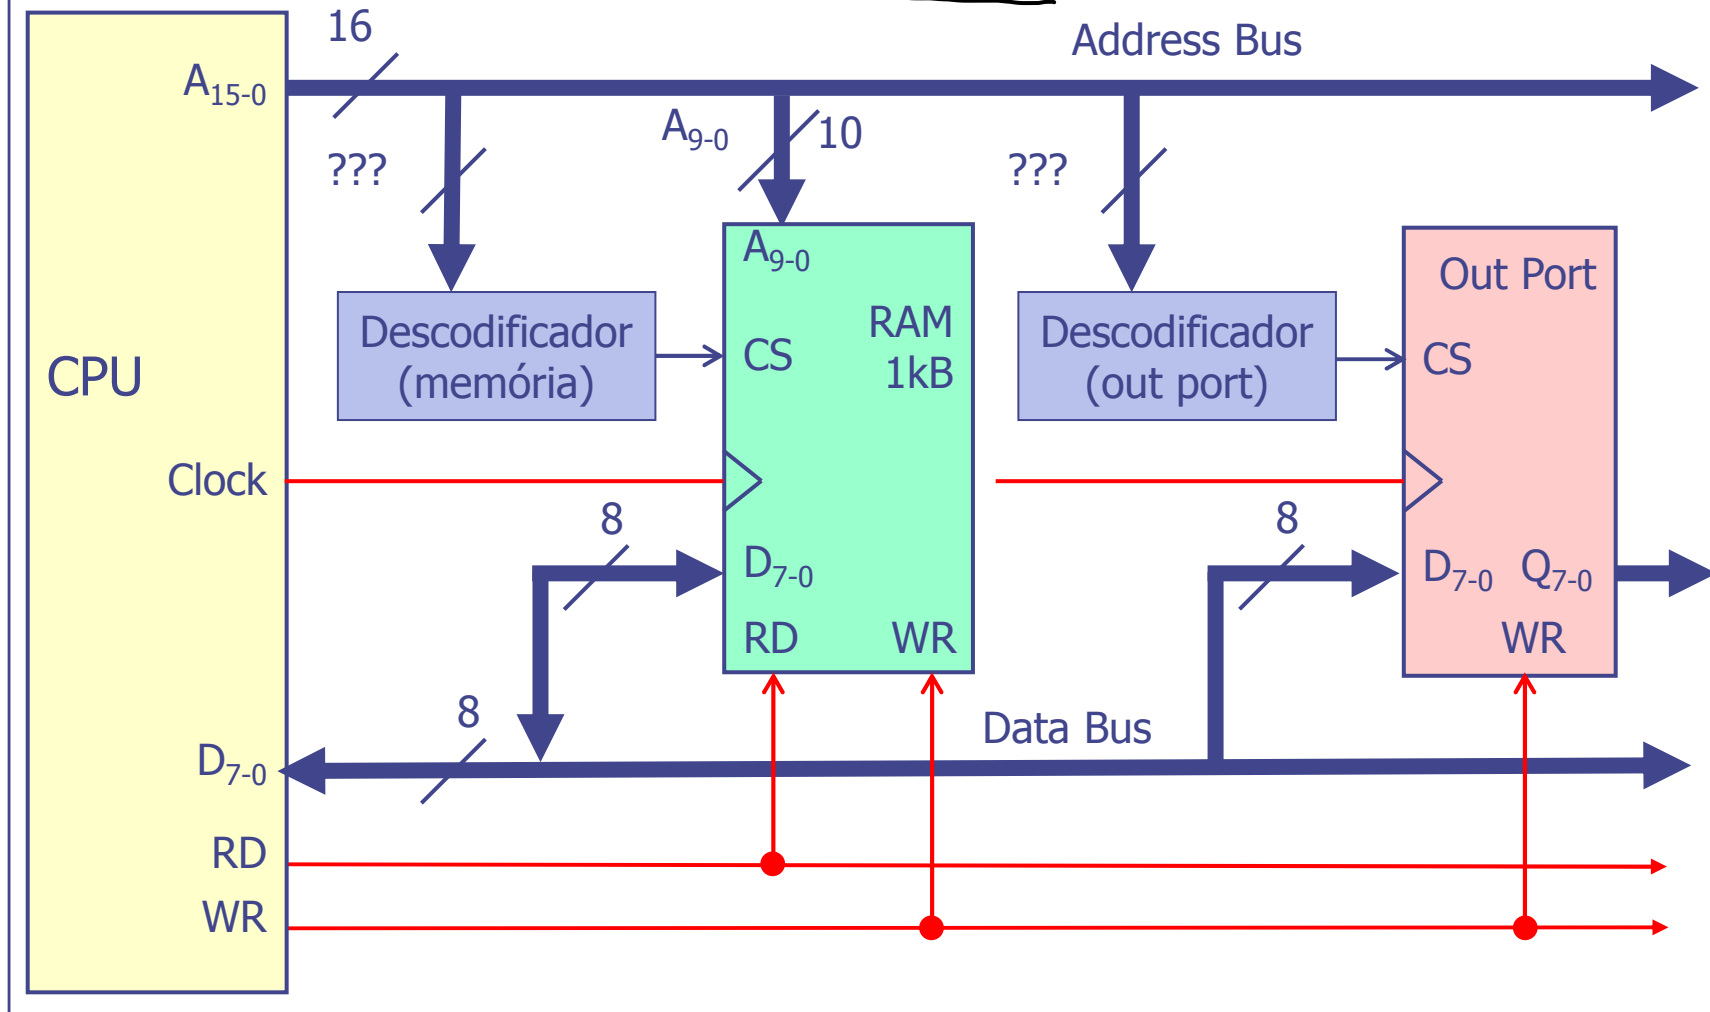 16
Address Bus
A15-0
A9-0
10
???
???
A9-0
Out Port
Descodificador
(memória)
RAM
1kB
CS
Descodificador
(out port)
CS
CPU
Clock
8
8
D7-0
D7-0 Q7-0
RD WR
WR
8
Data Bus
D7-0
RD
WR